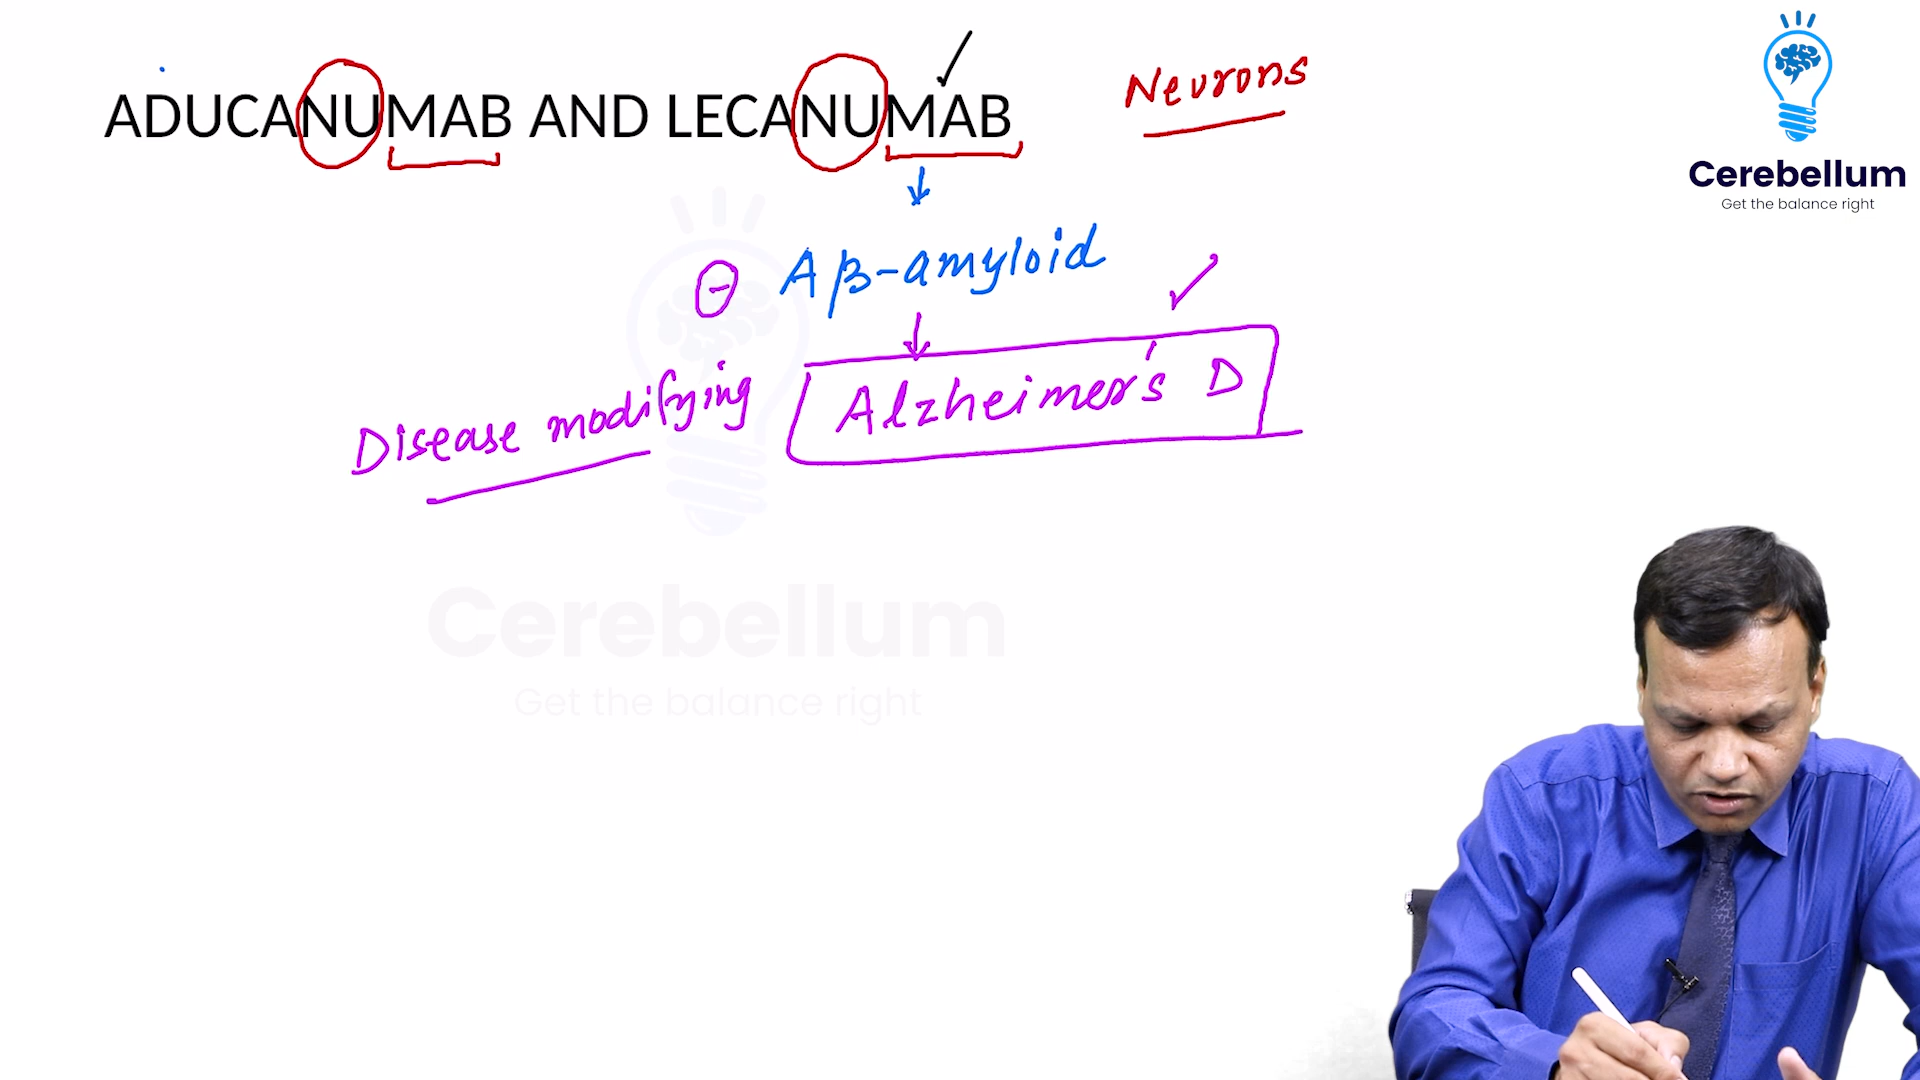 ADUCANUMAB AND LECANUMAB
Neurons
Cerebellum
Get the balance right
Aβ-amyloid
Disease modifying
Alzheimer's D
Cerebellum
Get the balance right